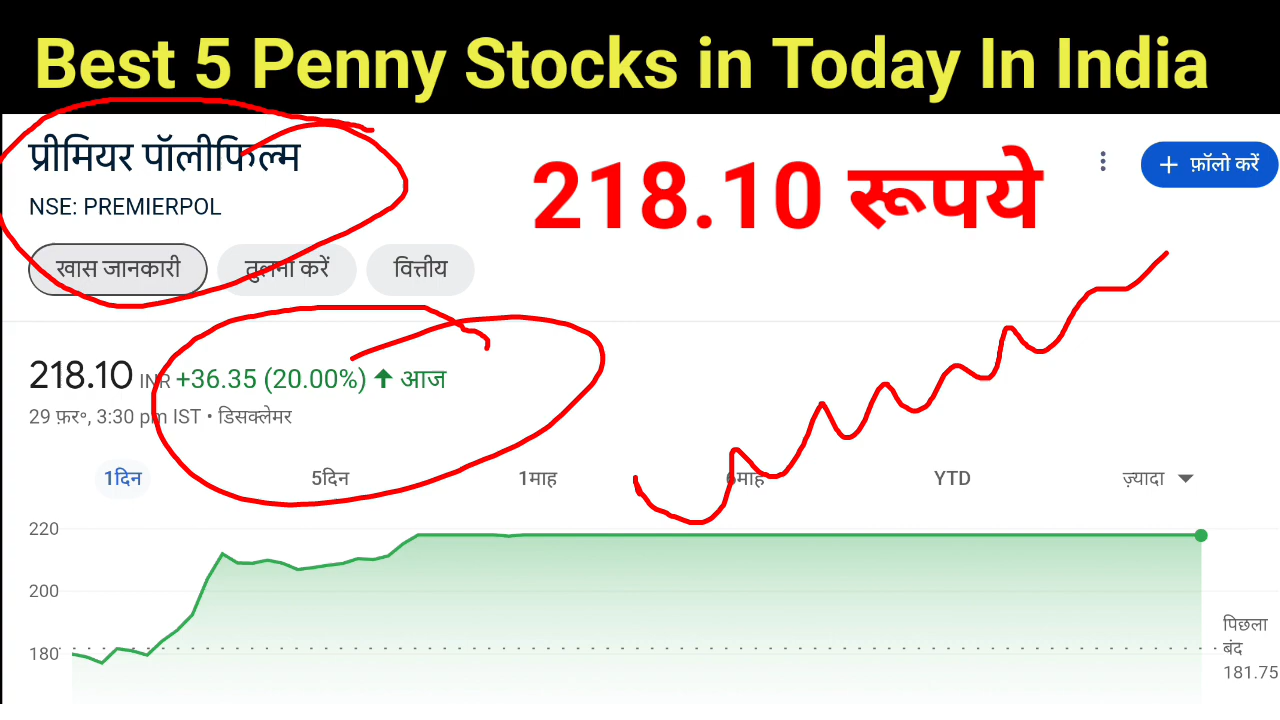 Best 5 Penny Stocks in Today In India
प्रीमियर पॉलीफिल्म
218.10 रूपये
+ फ़ॉलो करें
NSE: PREMIERPOL
खास जानकारी
तुलना करें
वित्तीय
218.10 INR +36.35 (20.00%) ↑ आज
29 फ़र॰, 3:30 pm IST • डिसक्लेमर
1दिन
5दिन
1माह
6माह
YTD
ज़्यादा
220
200
180
पिछला
बंद
181.75